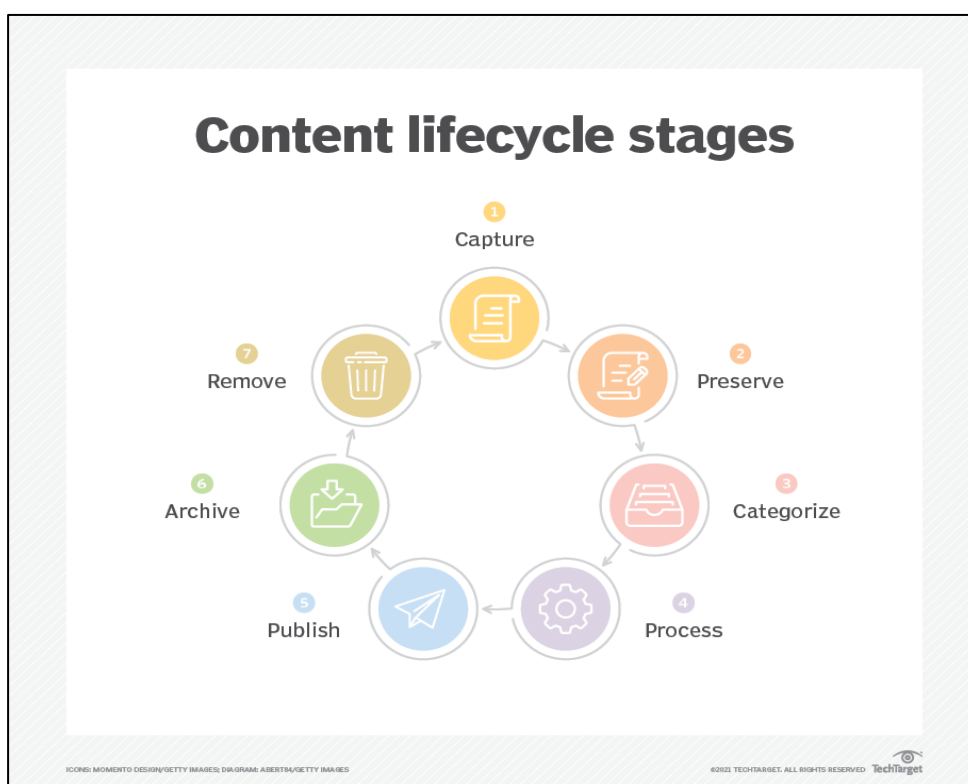 Content lifecycle stages
1
Capture
2
Preserve
3
Categorize
4
Process
5
Publish
6
Archive
7
Remove
ICONS: MOMENTO DESIGN/GETTY IMAGES; DIAGRAM: ABERT84/GETTY IMAGES
©2021 TECHTARGET. ALL RIGHTS RESERVED TechTarget